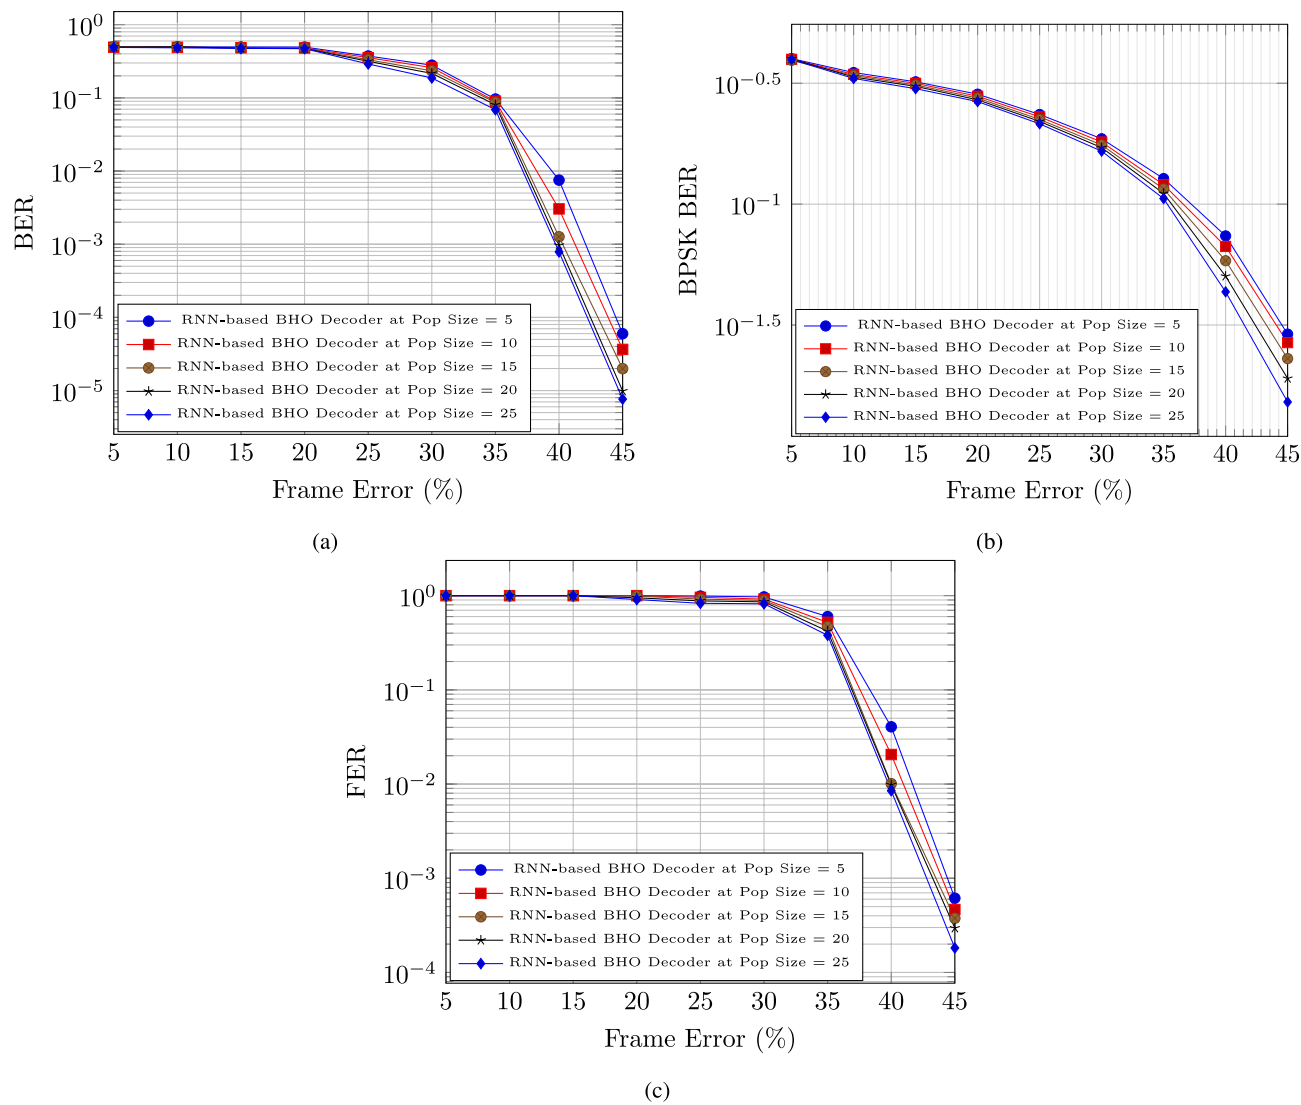 10^0
10^−1
10^−2
10^−3
10^−4
10^−5
BER
RNN-based BHO Decoder at Pop Size = 5
RNN-based BHO Decoder at Pop Size = 10
RNN-based BHO Decoder at Pop Size = 15
RNN-based BHO Decoder at Pop Size = 20
RNN-based BHO Decoder at Pop Size = 25
5 10 15 20 25 30 35 40 45
Frame Error (%)
(a)
10^−0.5
10^−1
10^−1.5
BPSK BER
RNN-based BHO Decoder at Pop Size = 5
RNN-based BHO Decoder at Pop Size = 10
RNN-based BHO Decoder at Pop Size = 15
RNN-based BHO Decoder at Pop Size = 20
RNN-based BHO Decoder at Pop Size = 25
5 10 15 20 25 30 35 40 45
Frame Error (%)
(b)
10^0
10^−1
10^−2
10^−3
10^−4
FER
RNN-based BHO Decoder at Pop Size = 5
RNN-based BHO Decoder at Pop Size = 10
RNN-based BHO Decoder at Pop Size = 15
RNN-based BHO Decoder at Pop Size = 20
RNN-based BHO Decoder at Pop Size = 25
5 10 15 20 25 30 35 40 45
Frame Error (%)
(c)